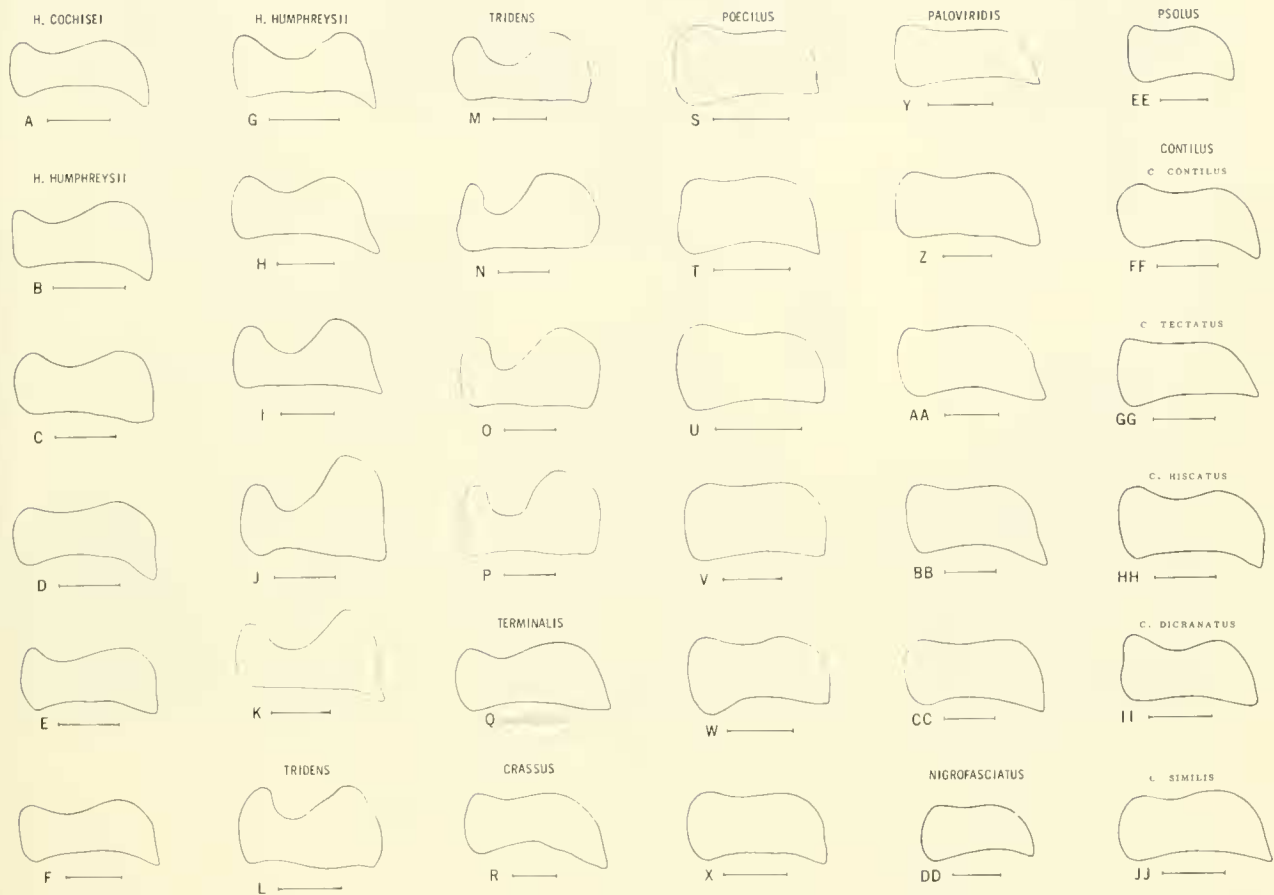 H. COCHISEI
A
H. HUMPHREYSII
B
C
D
E
F
H. HUMPHREYSII
G
H
I
J
K
TRIDENS
L
TRIDENS
M
N
O
P
TERMINALIS
Q
CRASSUS
R
POECILUS
S
T
U
V
W
X
PALOVIRIDIS
Y
Z
AA
BB
CC
NIGROFASCIATUS
DD
PSOLUS
EE
CONTILUS
C CONTILUS
FF
C TECTATUS
GG
C. HISCATUS
HH
C. DICRANATUS
II
C SIMILIS
JJ